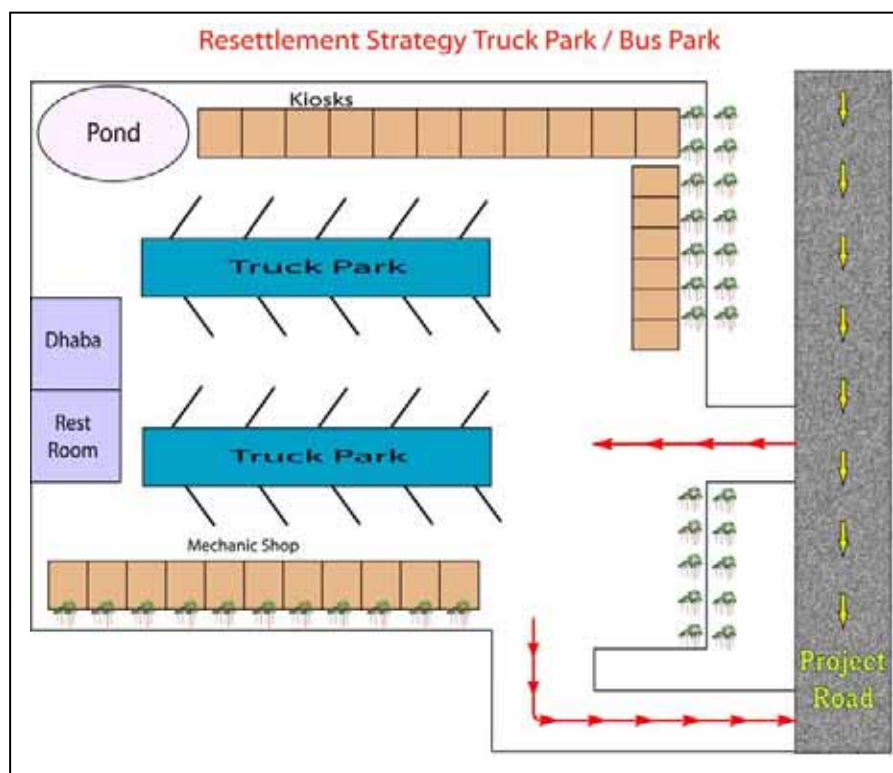 Resettlement Strategy Truck Park / Bus Park
Kiosks
Pond
Truck Park
Dhaba
Rest
Room
Truck Park
Mechanic Shop
Project
Road